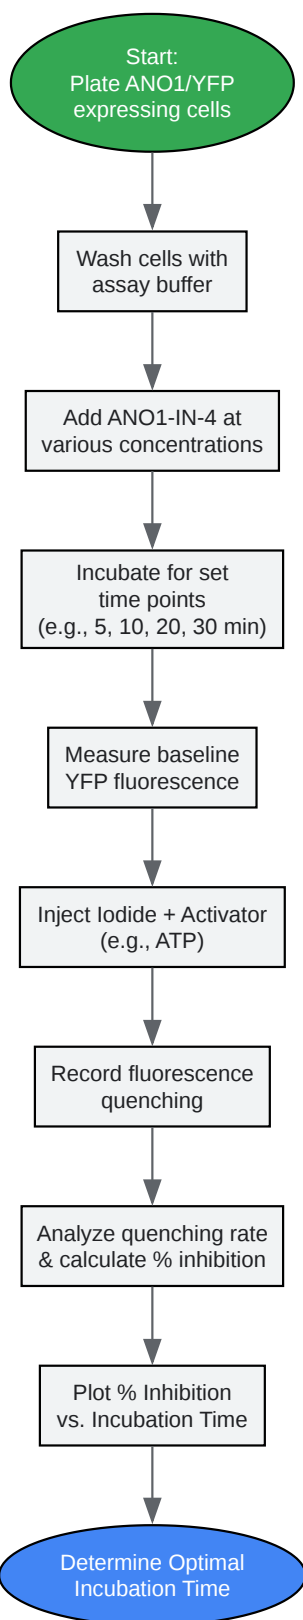 Start:
Plate ANO1/YFP
expressing cells
Wash cells with
assay buffer
Add ANO1-IN-4 at
various concentrations
Incubate for set
time points
(e.g., 5, 10, 20, 30 min)
Measure baseline
YFP fluorescence
Inject Iodide + Activator
(e.g., ATP)
Record fluorescence
quenching
Analyze quenching rate
& calculate % inhibition
Plot % Inhibition
vs. Incubation Time
Determine Optimal
Incubation Time